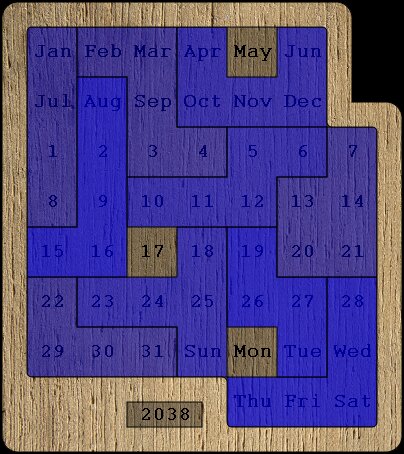 Jan Feb Mar Apr May Jun
Jul Aug Sep Oct Nov Dec
1 2 3 4 5 6 7
8 9 10 11 12 13 14
15 16 17 18 19 20 21
22 23 24 25 26 27 28
29 30 31 Sun Mon Tue Wed
Thu Fri Sat
2038